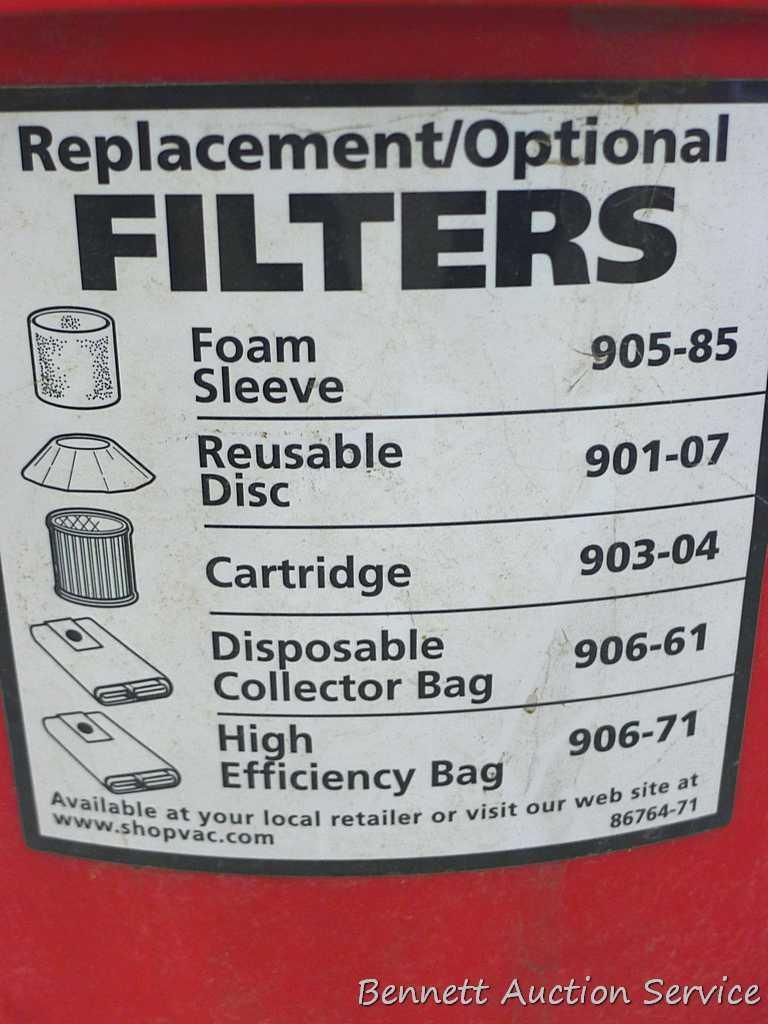 Replacement/Optional
FILTERS
Foam
Sleeve
905-85
Reusable
Disc
901-07
Cartridge
903-04
Disposable
Collector Bag
906-61
High
Efficiency Bag
906-71
Available at your local retailer or visit our web site at
www.shopvac.com
86764-71
Bennett Auction Service